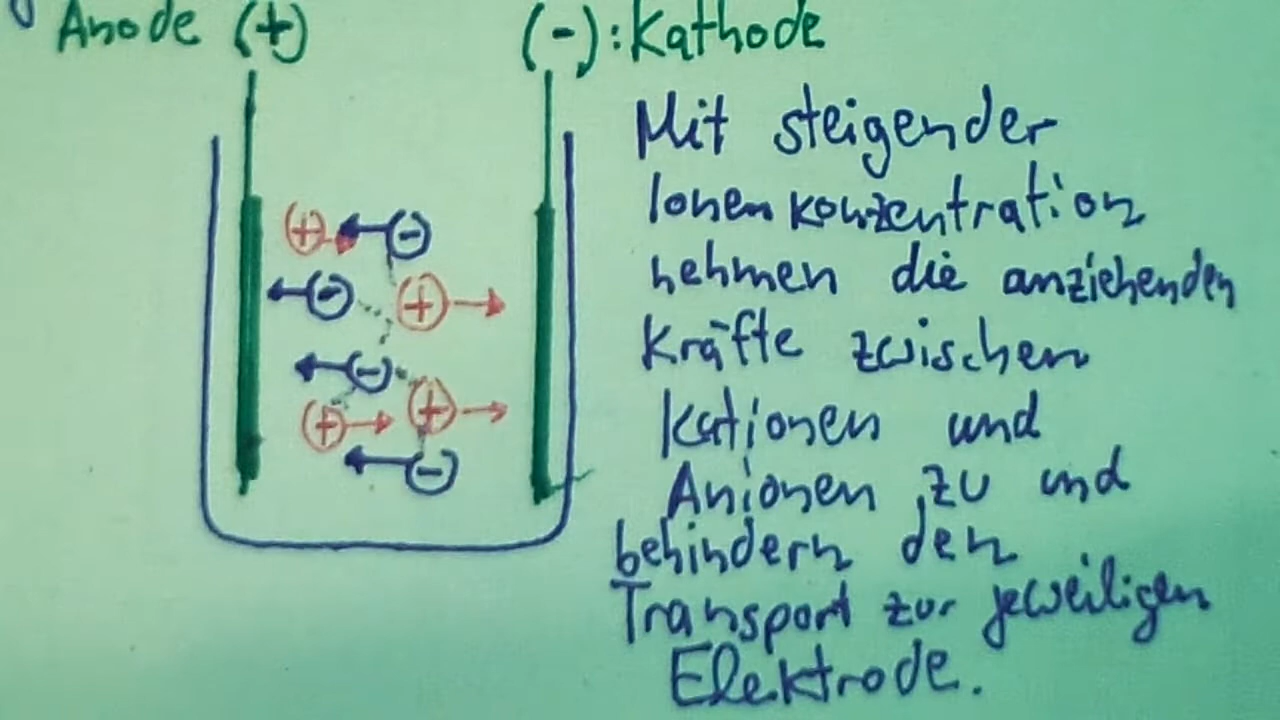 Anode (+) (-): Kathode
Mit steigender
Ionenkonzentration
nehmen die anziehenden
Kräfte zwischen
Kationen und
Anionen zu und
behindern den
Transport zur jeweiligen
Elektrode.